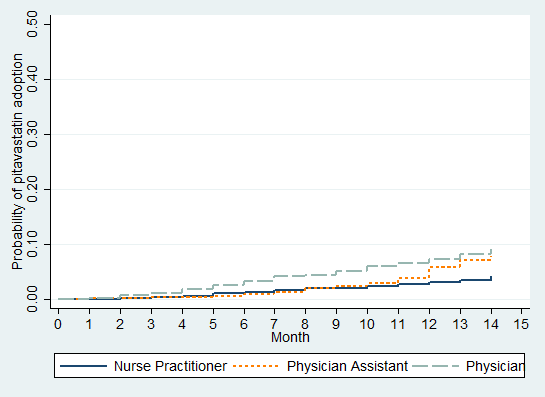 Probability of pitavastatin adoption
0.50
0.40
0.30
0.20
0.10
0.00
0 1 2 3 4 5 6 7 8 9 10 11 12 13 14 15
Month
Nurse Practitioner Physician Assistant Physician